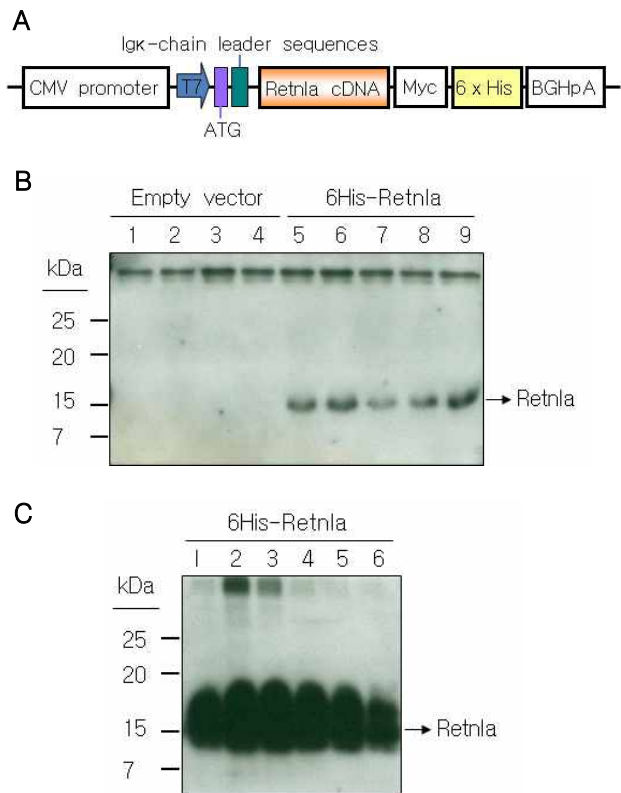 A
Igκ-chain leader sequences
CMV promoter T7 Retnla cDNA Myc 6 x His BGHpA
ATG
B
Empty vector 6His-Retnla
1 2 3 4 5 6 7 8 9
kDa
25
20
15
Retnla
7
C
6His-Retnla
1 2 3 4 5 6
kDa
25
20
15
Retnla
7